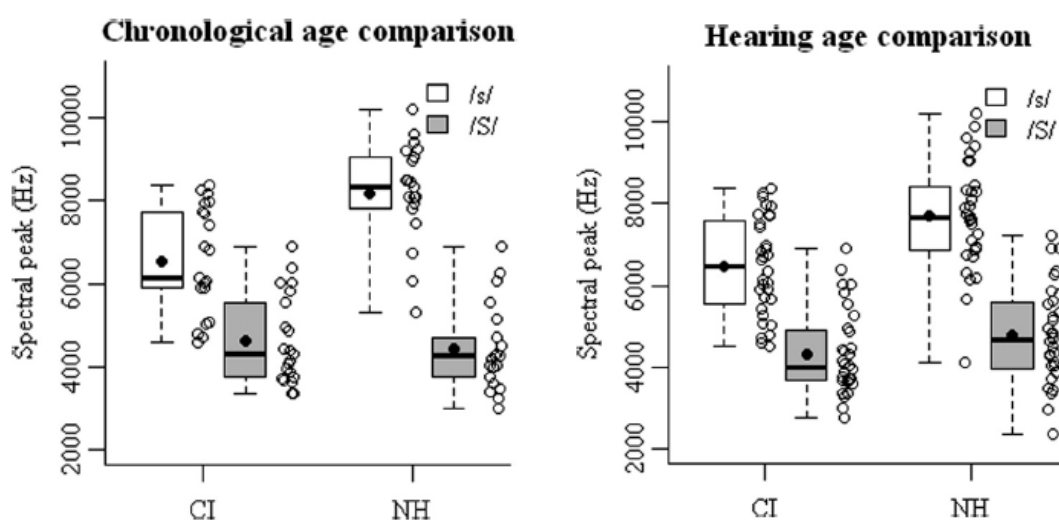 Chronological age comparison
Spectral peak (Hz)
10000
8000
6000
4000
2000
/s/
/S/
CI
NH
Hearing age comparison
Spectral peak (Hz)
10000
8000
6000
4000
2000
/s/
/S/
CI
NH